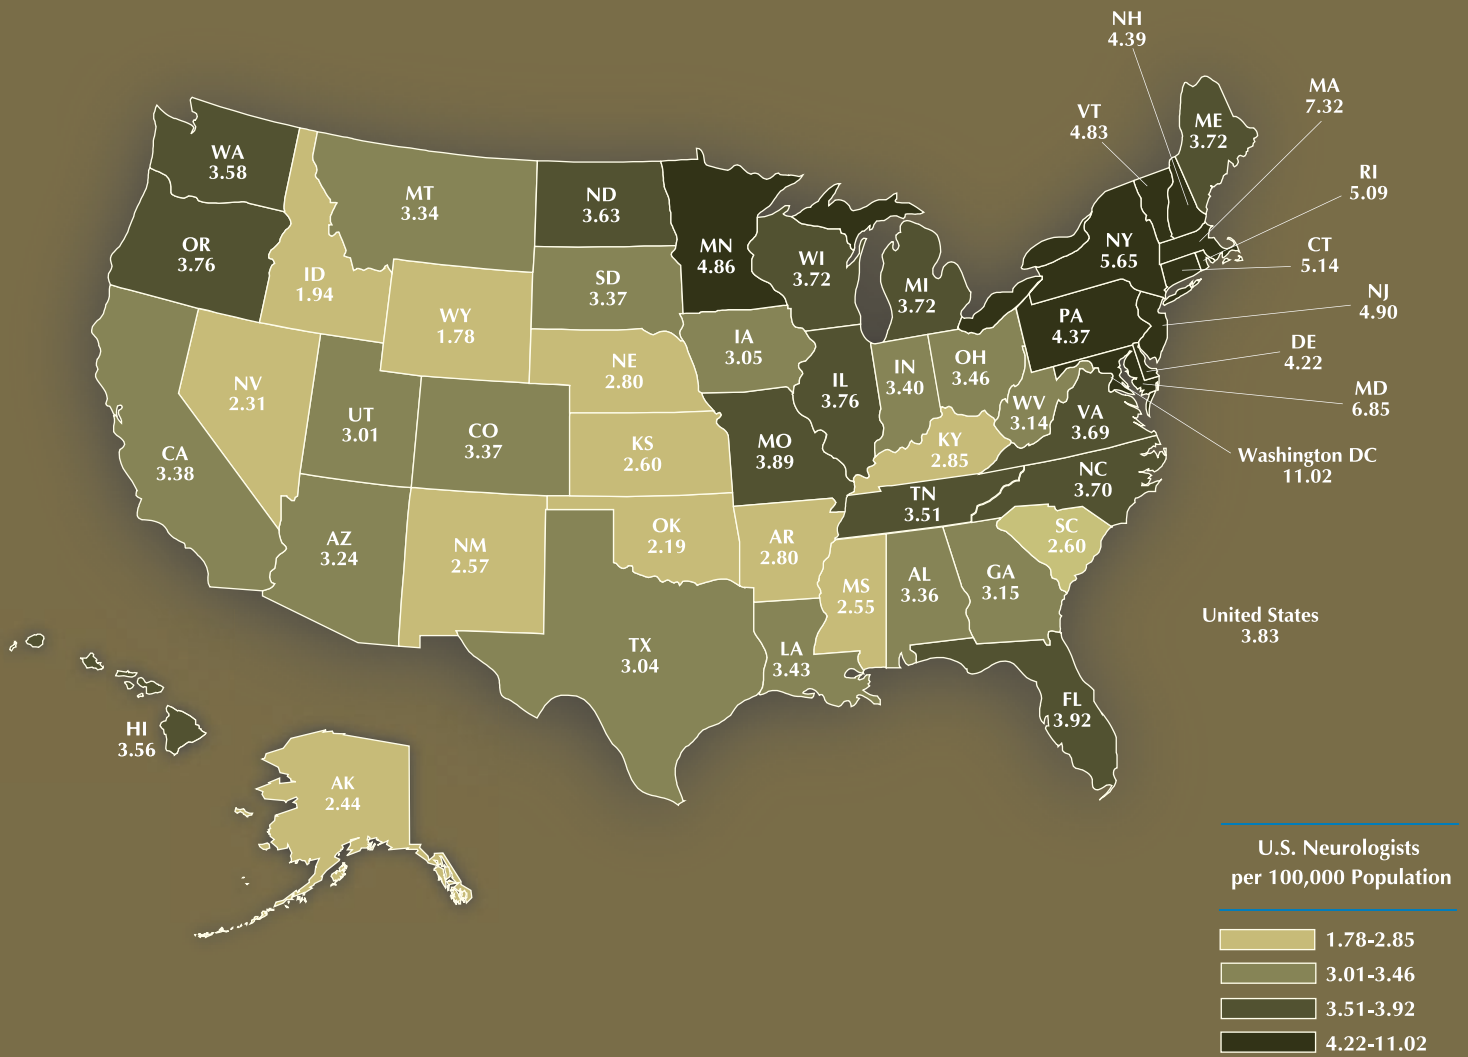 NH
4.39
MA
7.32
VT
4.83
ME
3.72
RI
5.09
WA
3.58
MT
3.34
ND
3.63
MN
4.86
WI
3.72
MI
3.72
NY
5.65
CT
5.14
OR
3.76
ID
1.94
SD
3.37
NJ
4.90
WY
1.78
PA
4.37
DE
4.22
IA
3.05
NE
2.80
IL
3.76
IN
3.40
OH
3.46
WV
3.14
VA
3.69
MD
6.85
NV
2.31
UT
3.01
CO
3.37
KS
2.60
MO
3.89
KY
2.85
Washington DC
11.02
CA
3.38
NC
3.70
TN
3.51
AZ
3.24
NM
2.57
OK
2.19
AR
2.80
SC
2.60
MS
2.55
AL
3.36
GA
3.15
United States
3.83
TX
3.04
LA
3.43
FL
3.92
HI
3.56
AK
2.44
U.S. Neurologists
per 100,000 Population
1.78-2.85
3.01-3.46
3.51-3.92
4.22-11.02